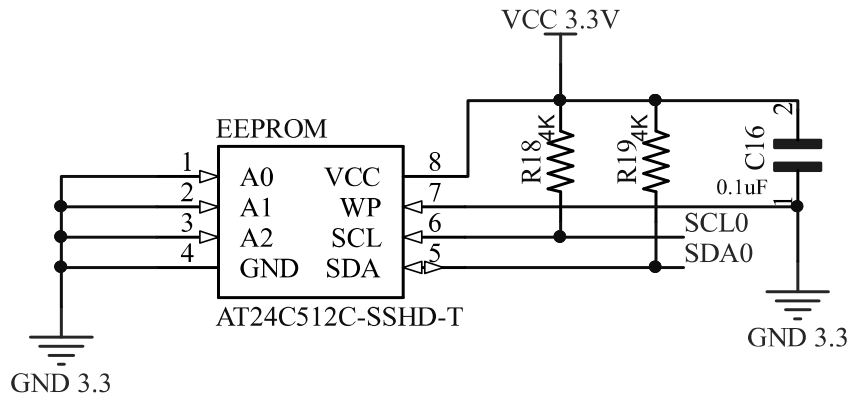 VCC 3.3V
EEPROM
1 A0 VCC 8
2 A1 WP 7
3 A2 SCL 6
4 GND SDA 5
AT24C512C-SSHD-T
R18 4K
R19 4K
C16
2
0.1uF
1
SCL0
SDA0
GND 3.3
GND 3.3